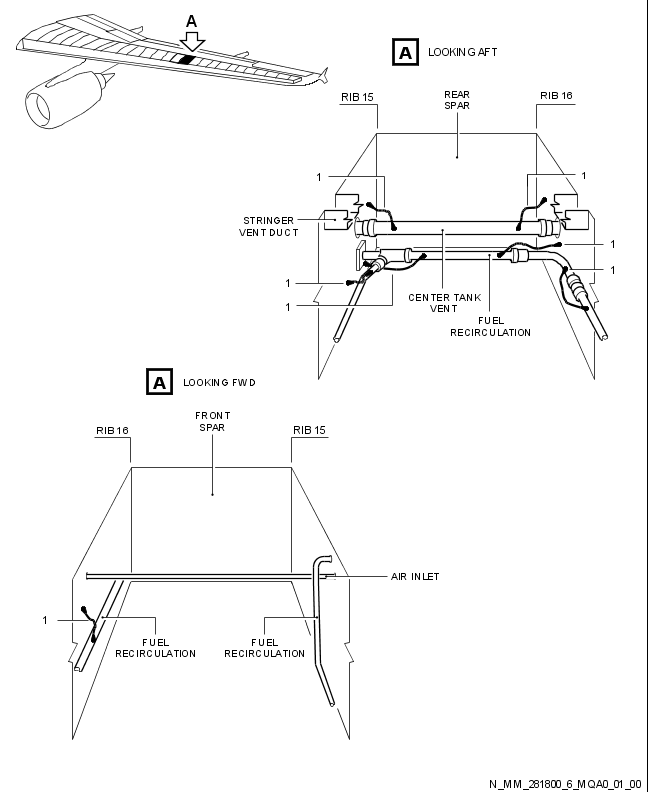 A
A LOOKING AFT
RIB 15
REAR
SPAR
RIB 16
1
1
STRINGER
VENT DUCT
1
1
1
1
CENTER TANK
VENT
FUEL
RECIRCULATION
A LOOKING FWD
FRONT
SPAR
RIB 16
RIB 15
AIR INLET
1
FUEL
RECIRCULATION
FUEL
RECIRCULATION
N_MM_281800_6_MQA0_01_00